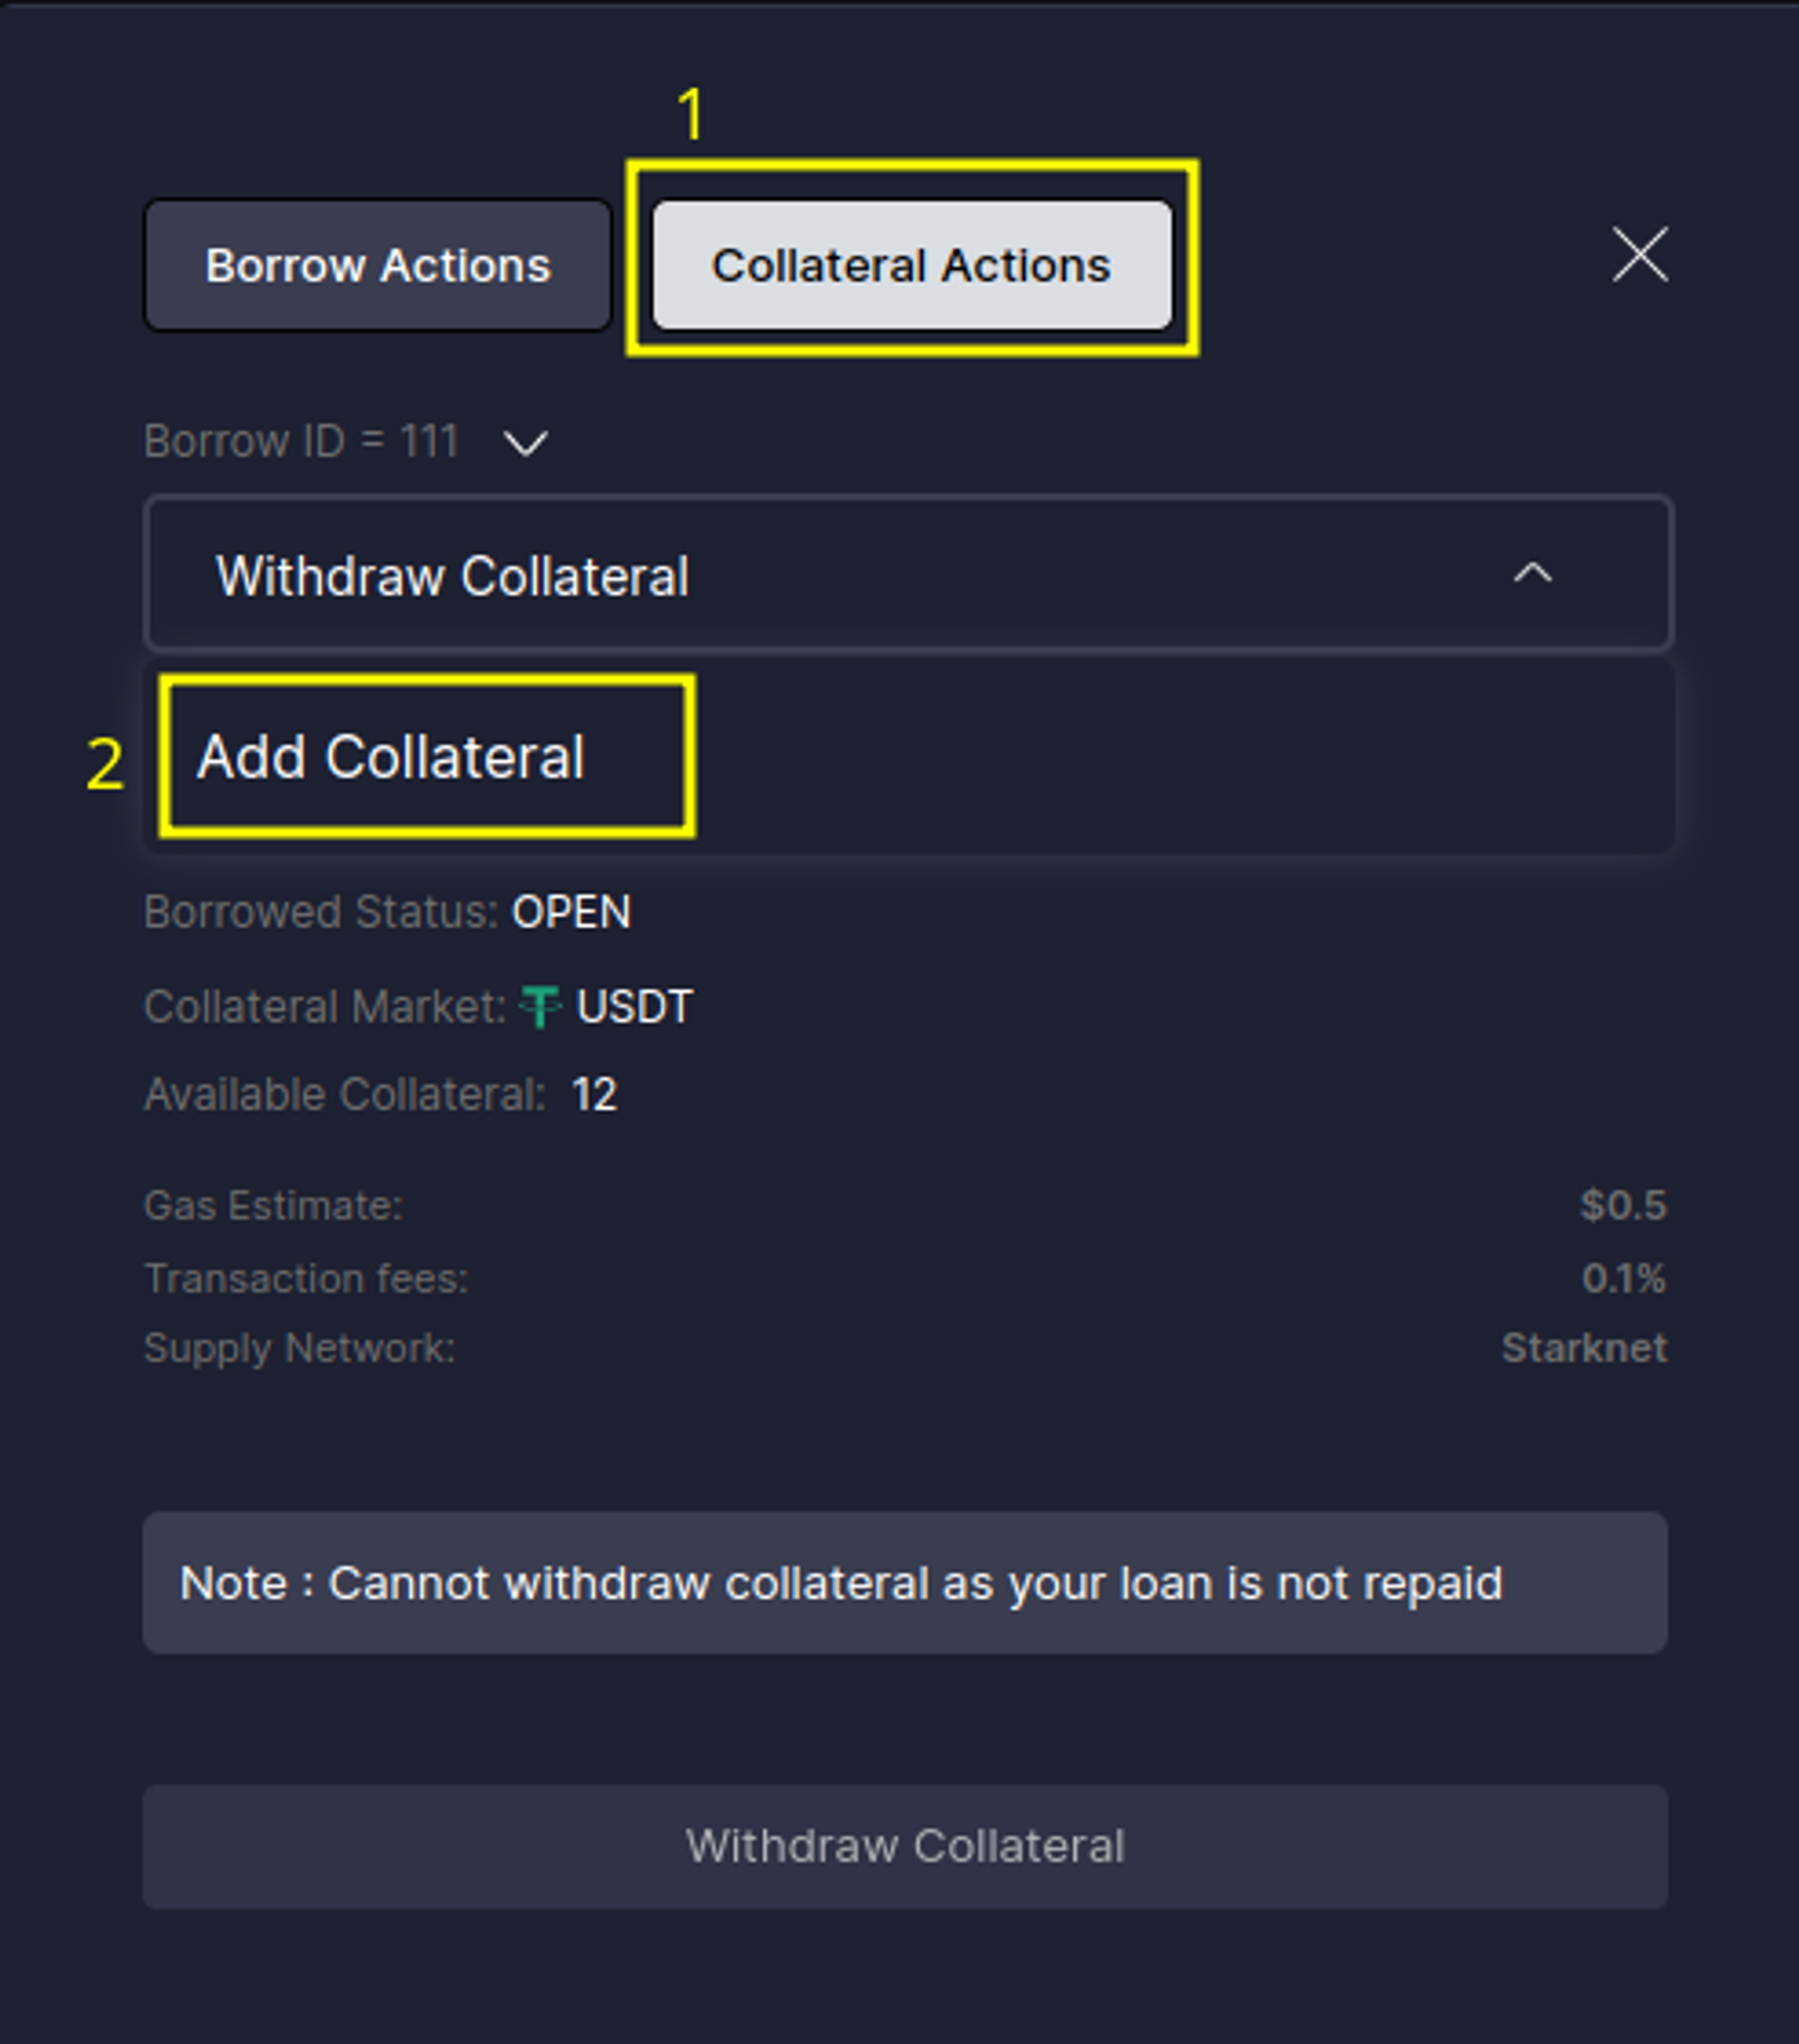 1
Borrow Actions Collateral Actions
Borrow ID = 111
Withdraw Collateral
2 Add Collateral
Borrowed Status: OPEN
Collateral Market: USDT
Available Collateral: 12
Gas Estimate: $0.5
Transaction fees: 0.1%
Supply Network: Starknet
Note : Cannot withdraw collateral as your loan is not repaid
Withdraw Collateral